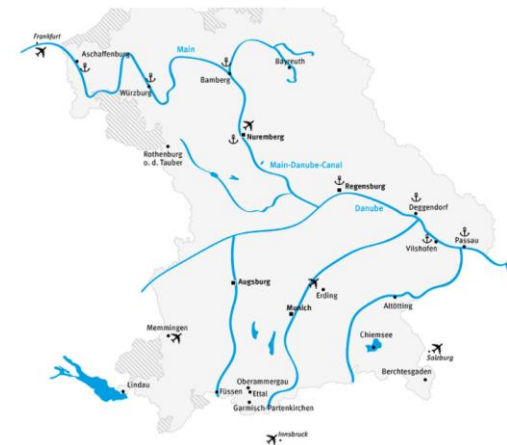 Frankfurt
Aschaffenburg
Main
Würzburg
Bamberg
Bayreuth
Nuremberg
Rothenburg
o. d. Tauber
Main-Danube-Canal
Regensburg
Danube
Deggendorf
Vilshofen
Passau
Augsburg
Munich
Erding
Altötting
Memmingen
Chiemsee
Salzburg
Berchtesgaden
Lindau
Füssen
Oberammergau
Ettal
Garmisch-Partenkirchen
Innsbruck